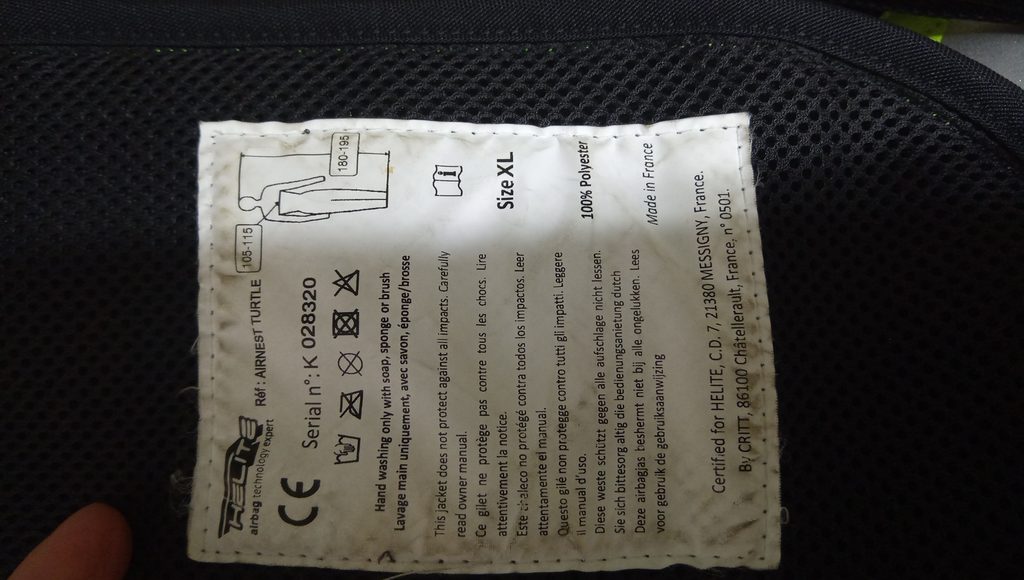 HELITE
airbag technology expert
Réf : AIRNEST TURTLE
105-115
180-195
CE
Serial n° : K 028320
Hand washing only with soap, sponge or brush
Lavage main uniquement, avec savon, éponge/brosse
i
This jacket does not protect against all impacts. Carefully
read owner manual.
Ce gilet ne protège pas contre tous les chocs. Lire
attentivement la notice.
Este chaleco no protégé contra todos los impactos. Leer
attentamente el manual.
Questo gilé non protegge contro tutti gli impatti. Leggere
il manual d'uso.
Diese weste schützt gegen alle aufschlage nicht lessen.
Sie sich bittesorg altig die bedienungsanietung dutch
Deze airbagjas beshermt niet bij alle ongelukken. Lees
voor gebruik de gebruiksaanwijzing
Size XL
100% Polyester
Made in France
Certified for HELITE, C.D. 7, 21380 MESSIGNY, France.
By CRITT, 86100 Châtellerault, France, n° 0501.